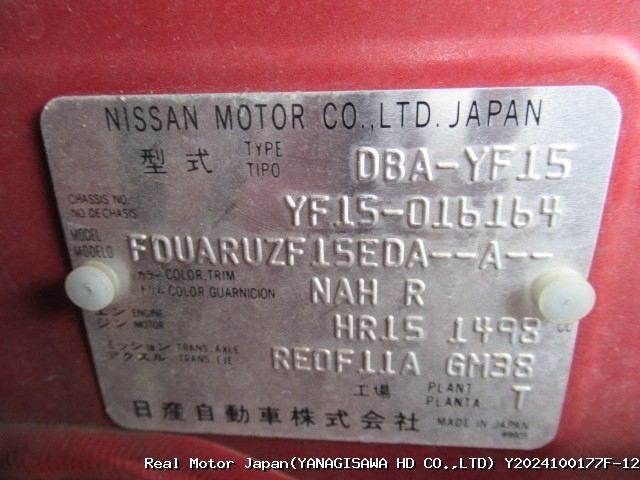 NISSAN MOTOR CO.,LTD. JAPAN
型式 TYPE TIPO DBA-YF15
CHASSIS NO. NO. DE CHASIS YF15-016164
MODEL MODELO FDUARUZF15EDA--A--
カラー トリム COLOR, TRIM COLOR, GUARNICION NAH R
エンジン ENGINE MOTOR HR15 1498 cc
ミッション アクスル TRANS. AXLE TRANS. EJE RE0F11A GM38
工場 PLANT PLANTA T
日産自動車株式会社 MADE IN JAPAN
Real Motor Japan(YANAGISAWA HD CO.,LTD) Y2024100177F-12